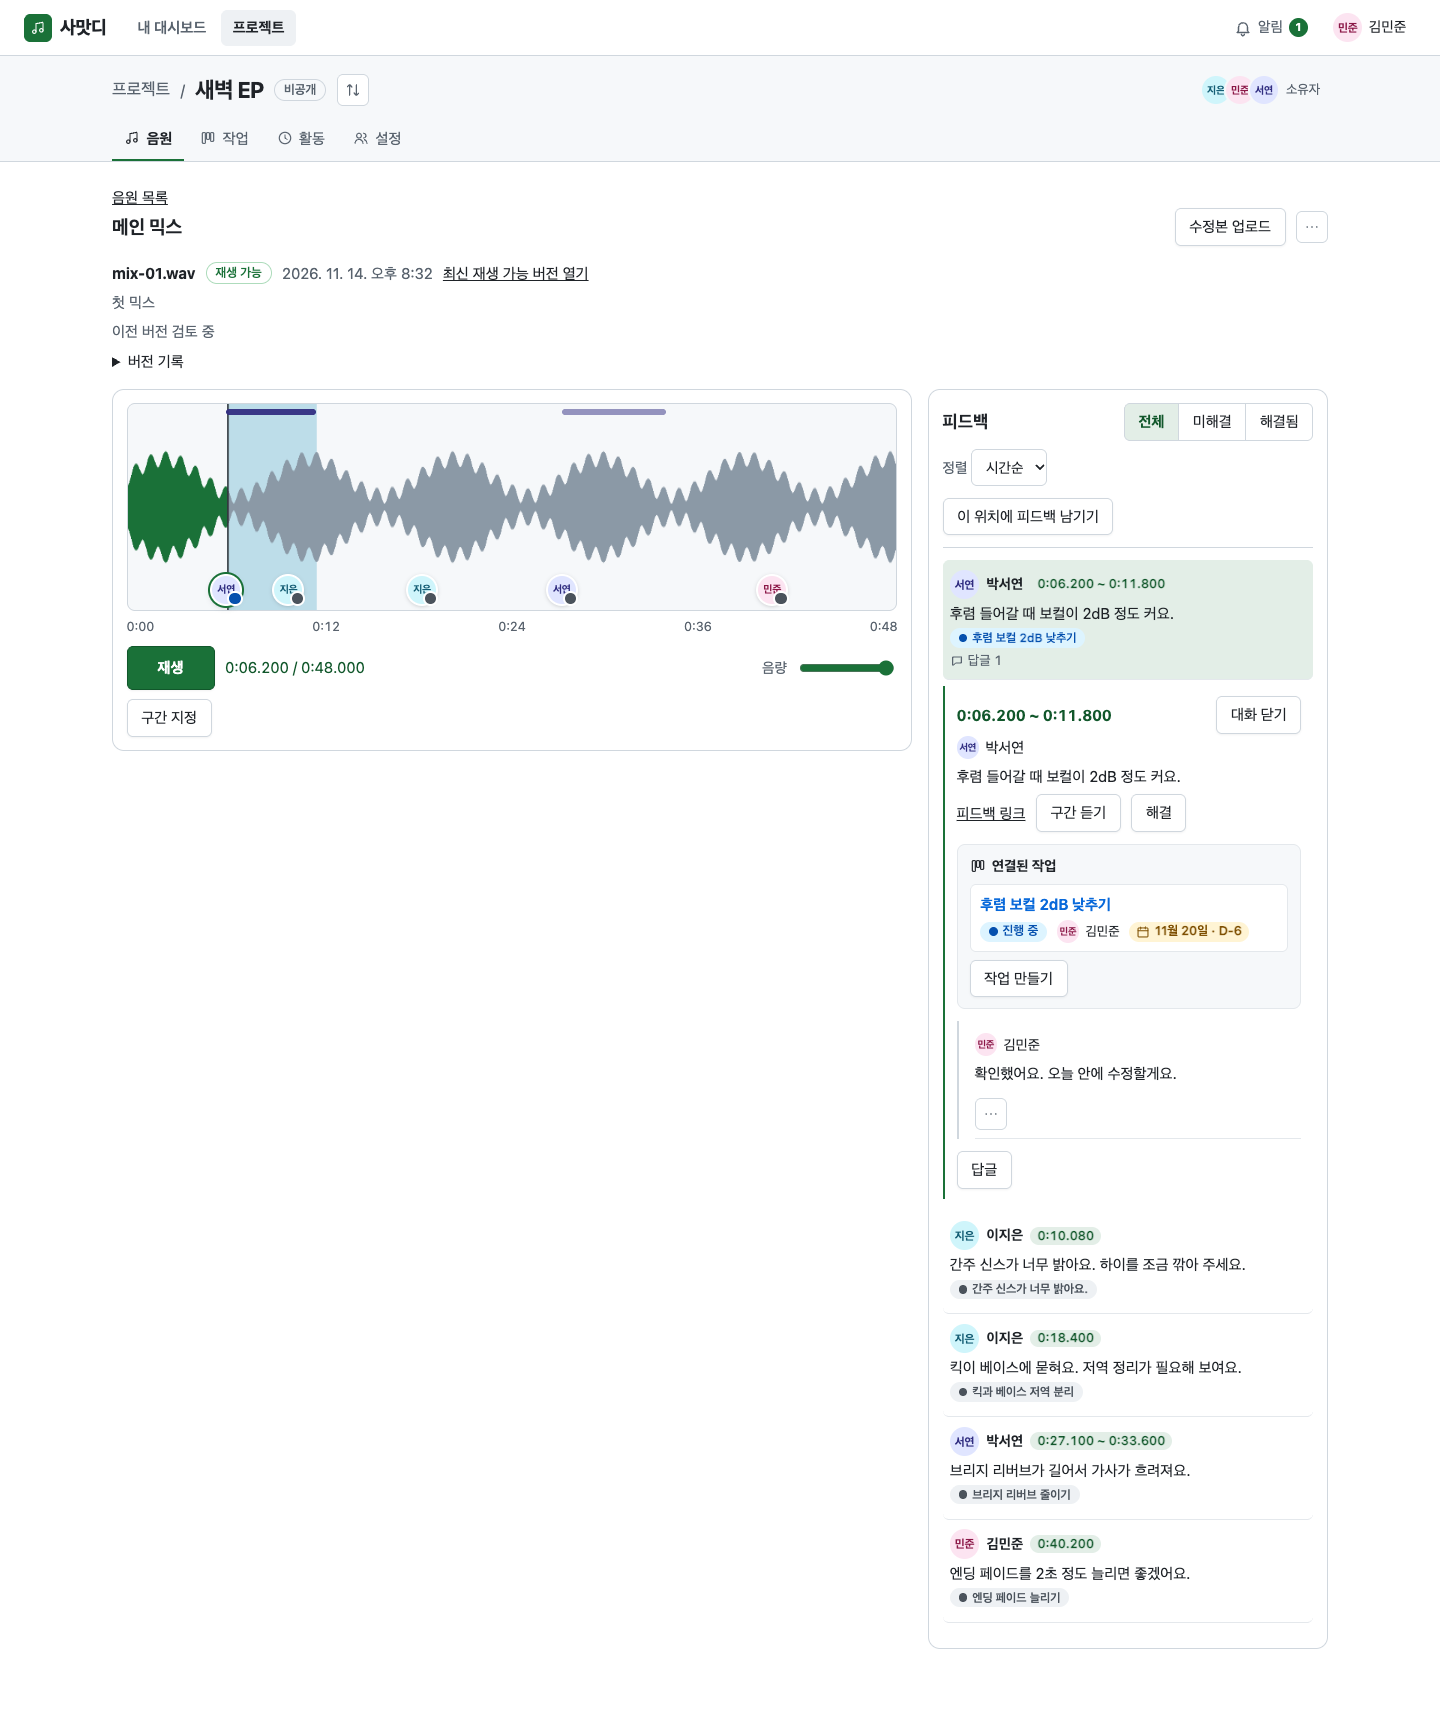 사맛디 내 대시보드 프로젝트 알림 1 민준 김민준
프로젝트 / 새벽 EP 비공개 지은 민준 서연 소유자
음원 작업 활동 설정
음원 목록
메인 믹스 수정본 업로드 ...
mix-01.wav 재생 가능 2026. 11. 14. 오후 8:32 최신 재생 가능 버전 열기
첫 믹스
이전 버전 검토 중
▶ 버전 기록
서연 지은 지은 서연 민준
0:00 0:12 0:24 0:36 0:48
재생 0:06.200 / 0:48.000 음량
구간 지정
피드백 전체 미해결 해결됨
정렬 시간순
이 위치에 피드백 남기기
서연 박서연 0:06.200 ~ 0:11.800
후렴 들어갈 때 보컬이 2dB 정도 커요.
후렴 보컬 2dB 낮추기
답글 1
0:06.200 ~ 0:11.800 대화 닫기
서연 박서연
후렴 들어갈 때 보컬이 2dB 정도 커요.
피드백 링크 구간 듣기 해결
연결된 작업
후렴 보컬 2dB 낮추기
진행 중 민준 김민준 11월 20일 · D-6
작업 만들기
민준 김민준
확인했어요. 오늘 안에 수정할게요.
...
답글
지은 이지은 0:10.080
간주 신스가 너무 밝아요. 하이를 조금 깎아 주세요.
간주 신스가 너무 밝아요.
지은 이지은 0:18.400
킥이 베이스에 묻혀요. 저역 정리가 필요해 보여요.
킥과 베이스 저역 분리
서연 박서연 0:27.100 ~ 0:33.600
브리지 리버브가 길어서 가사가 흐려져요.
브리지 리버브 줄이기
민준 김민준 0:40.200
엔딩 페이드를 2초 정도 늘리면 좋겠어요.
엔딩 페이드 늘리기